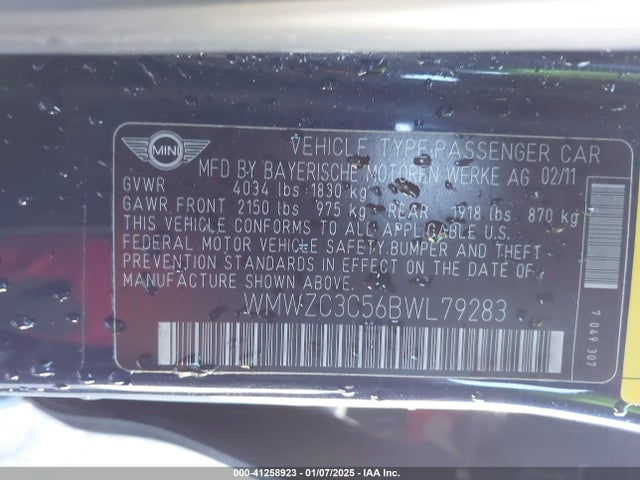 MINI
VEHICLE TYPE:PASSENGER CAR
MFD BY BAYERISCHE MOTOREN WERKE AG 02/11
GVWR 4034 lbs 1830 kg
GAWR FRONT 2150 lbs 975 kg REAR 1918 lbs 870 kg
THIS VEHICLE CONFORMS TO ALL APPLICABLE U.S.
FEDERAL MOTOR VEHICLE SAFETY,BUMPER AND THEFT
PREVENTION STANDARDS IN EFFECT ON THE DATE OF
MANUFACTURE SHOWN ABOVE.
WMWZC3C56BWL79283
7 049 307
000-41258923 - 01/07/2025 - IAA Inc.